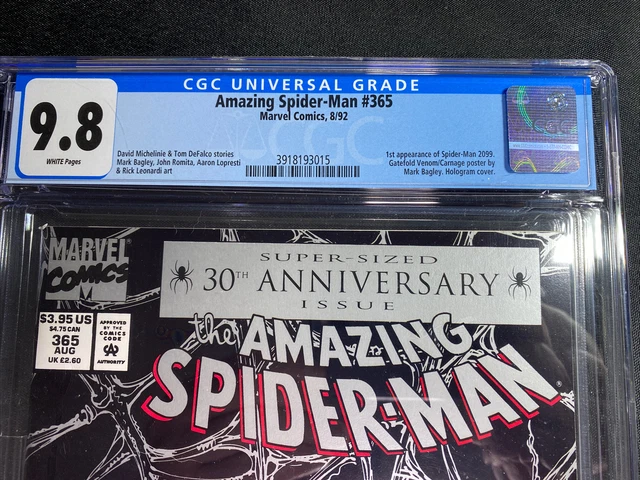 CGC UNIVERSAL GRADE
9.8
WHITE Pages
Amazing Spider-Man #365
Marvel Comics, 8/92
David Michelinie & Tom DeFalco stories
Mark Bagley, John Romita, Aaron Lopresti
& Rick Leonardi art
3918193015
1st appearance of Spider-Man 2099.
Gatefold Venom/Carnage poster by
Mark Bagley. Hologram cover.
CGC
MARVEL
COMICS
SUPER-SIZED
30TH ANNIVERSARY
ISSUE
$3.95 US
$4.75 CAN
365
AUG
UK £2.60
APPROVED
BY THE
COMICS
CODE
AUTHORITY
the AMAZING
SPIDER-MAN